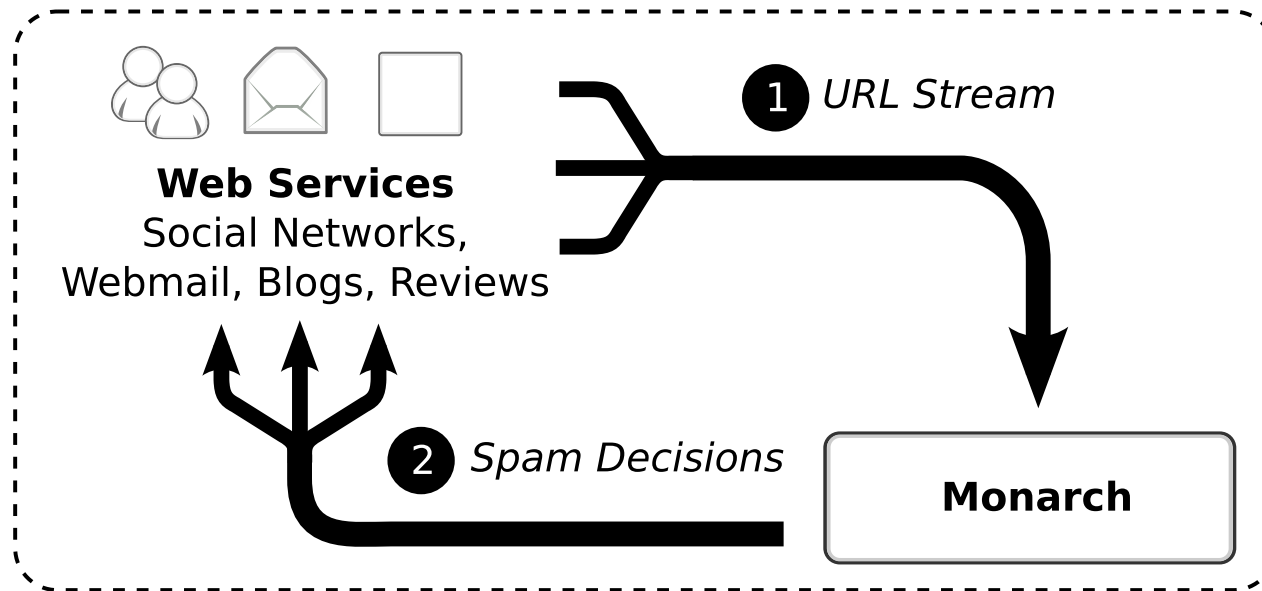 1 URL Stream
Web Services
Social Networks,
Webmail, Blogs, Reviews
2 Spam Decisions
Monarch